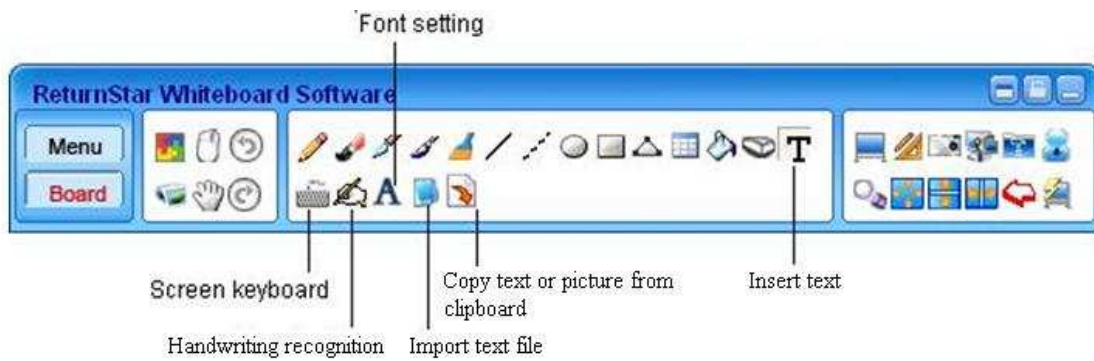 Font setting
ReturnStar Whiteboard Software
Menu
Board
T
A
Screen keyboard
Copy text or picture from
clipboard
Insert text
Handwriting recognition
Import text file